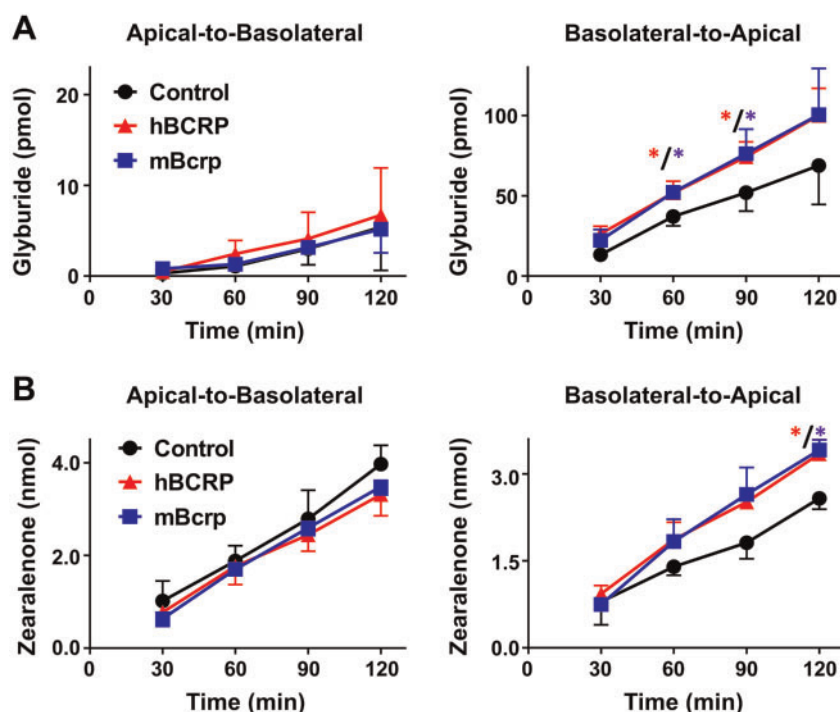 A
Apical-to-Basolateral
Basolateral-to-Apical
Glyburide (pmol)
20
10
0
Control
hBCRP
mBcrp
0 30 60 90 120
Time (min)
Glyburide (pmol)
100
50
0
*/*
*/*
0 30 60 90 120
Time (min)
B
Apical-to-Basolateral
Basolateral-to-Apical
Zearalenone (nmol)
4.0
2.0
0.0
Control
hBCRP
mBcrp
0 30 60 90 120
Time (min)
Zearalenone (nmol)
3.0
1.5
0.0
*/*
0 30 60 90 120
Time (min)